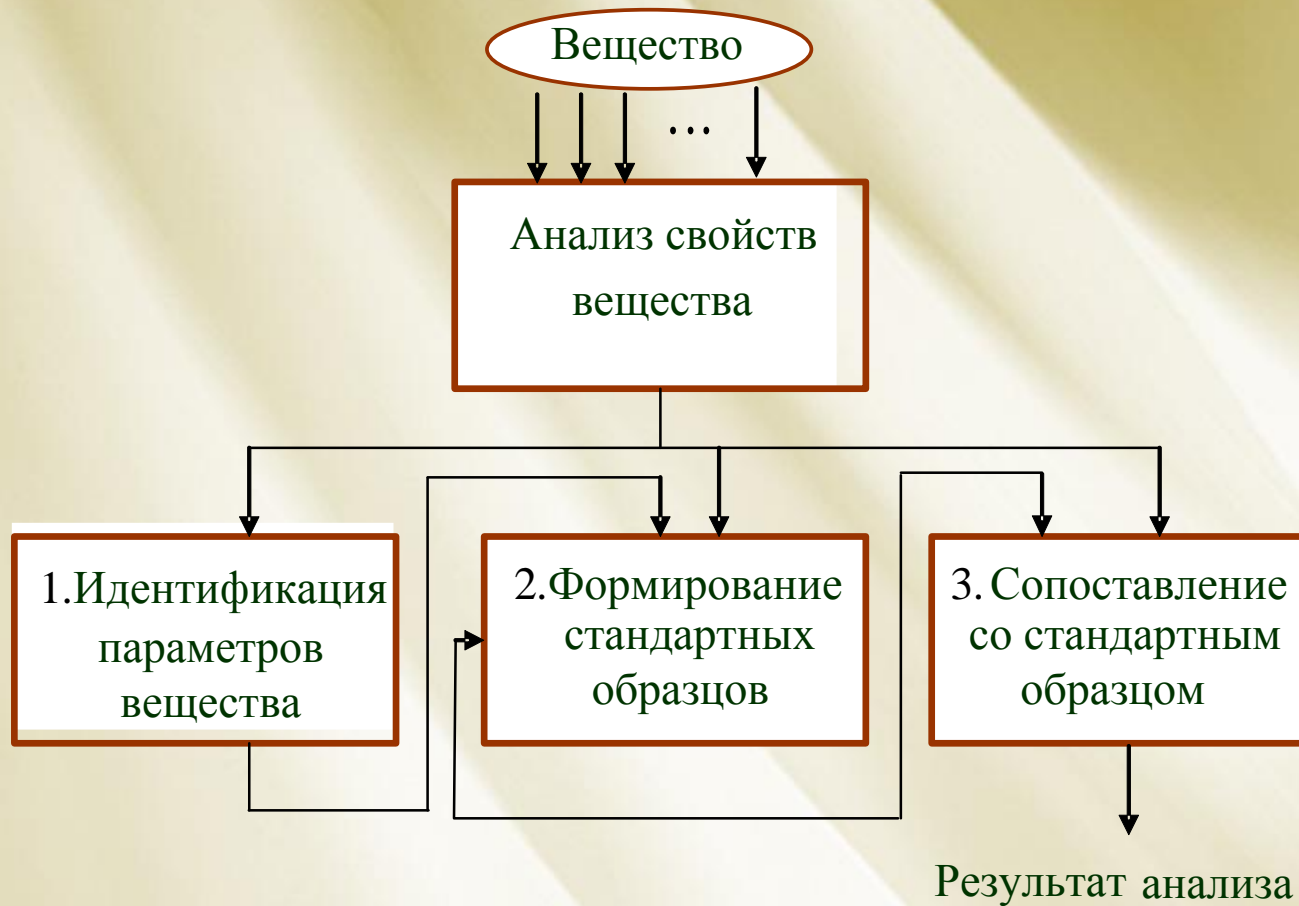 Вещество
...
Анализ свойств
вещества
1.Идентификация
параметров
вещества
2.Формирование
стандартных
образцов
3. Сопоставление
со стандартным
образцом
Результат анализа